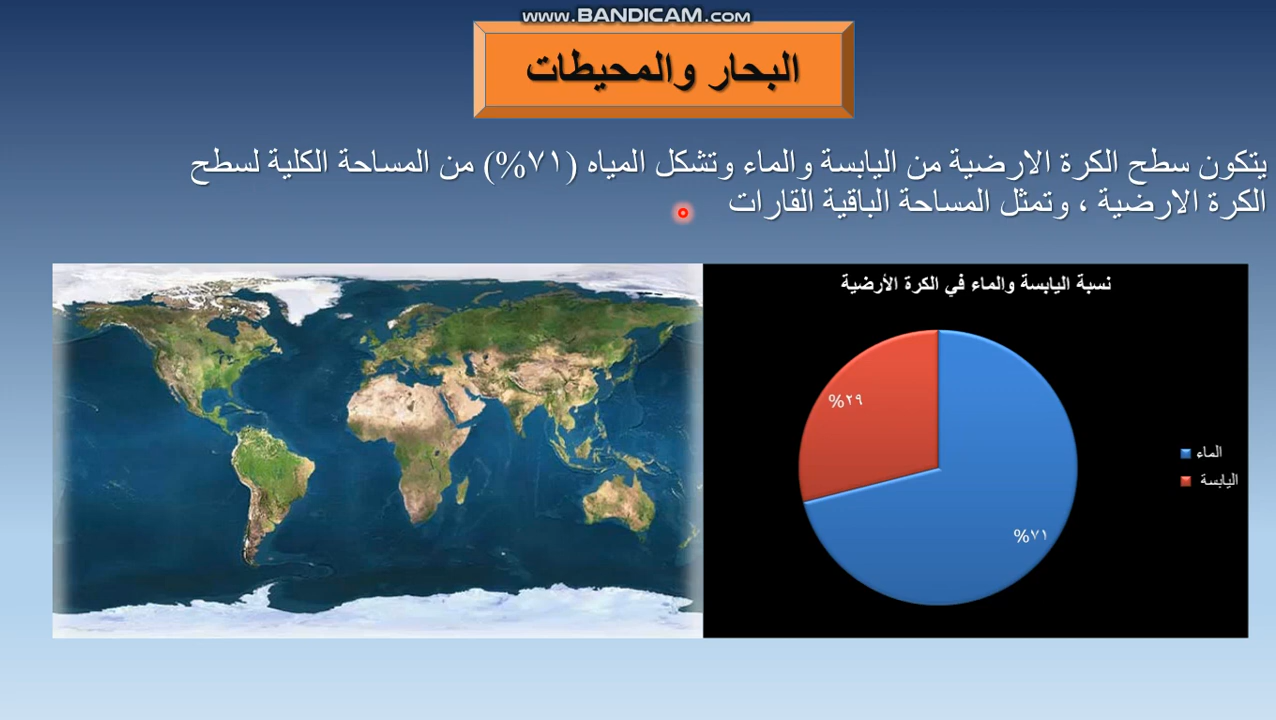 WWW.BANDICAM.COM
البحار والمحيطات
يتكون سطح الكرة الارضية من اليابسة والماء وتشكل المياه (٧١%) من المساحة الكلية لسطح
الكرة الارضية ، وتمثل المساحة الباقية القارات
نسبة اليابسة والماء في الكرة الأرضية
%٢٩
الماء
اليابسة
%٧١